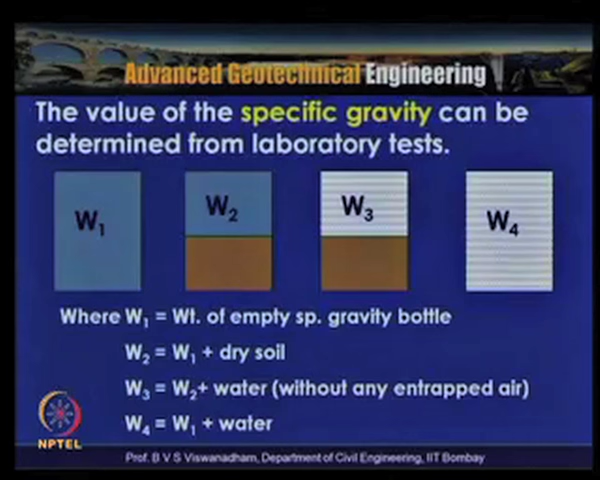 Advanced Geotechnical Engineering
The value of the specific gravity can be
determined from laboratory tests.
W₁ W₂ W₃ W₄
Where W₁ = Wt. of empty sp. gravity bottle
W₂ = W₁ + dry soil
W₃ = W₂+ water (without any entrapped air)
W₄ = W₁ + water
NPTEL
Prof. B V S Viswanadham, Department of Civil Engineering, IIT Bombay